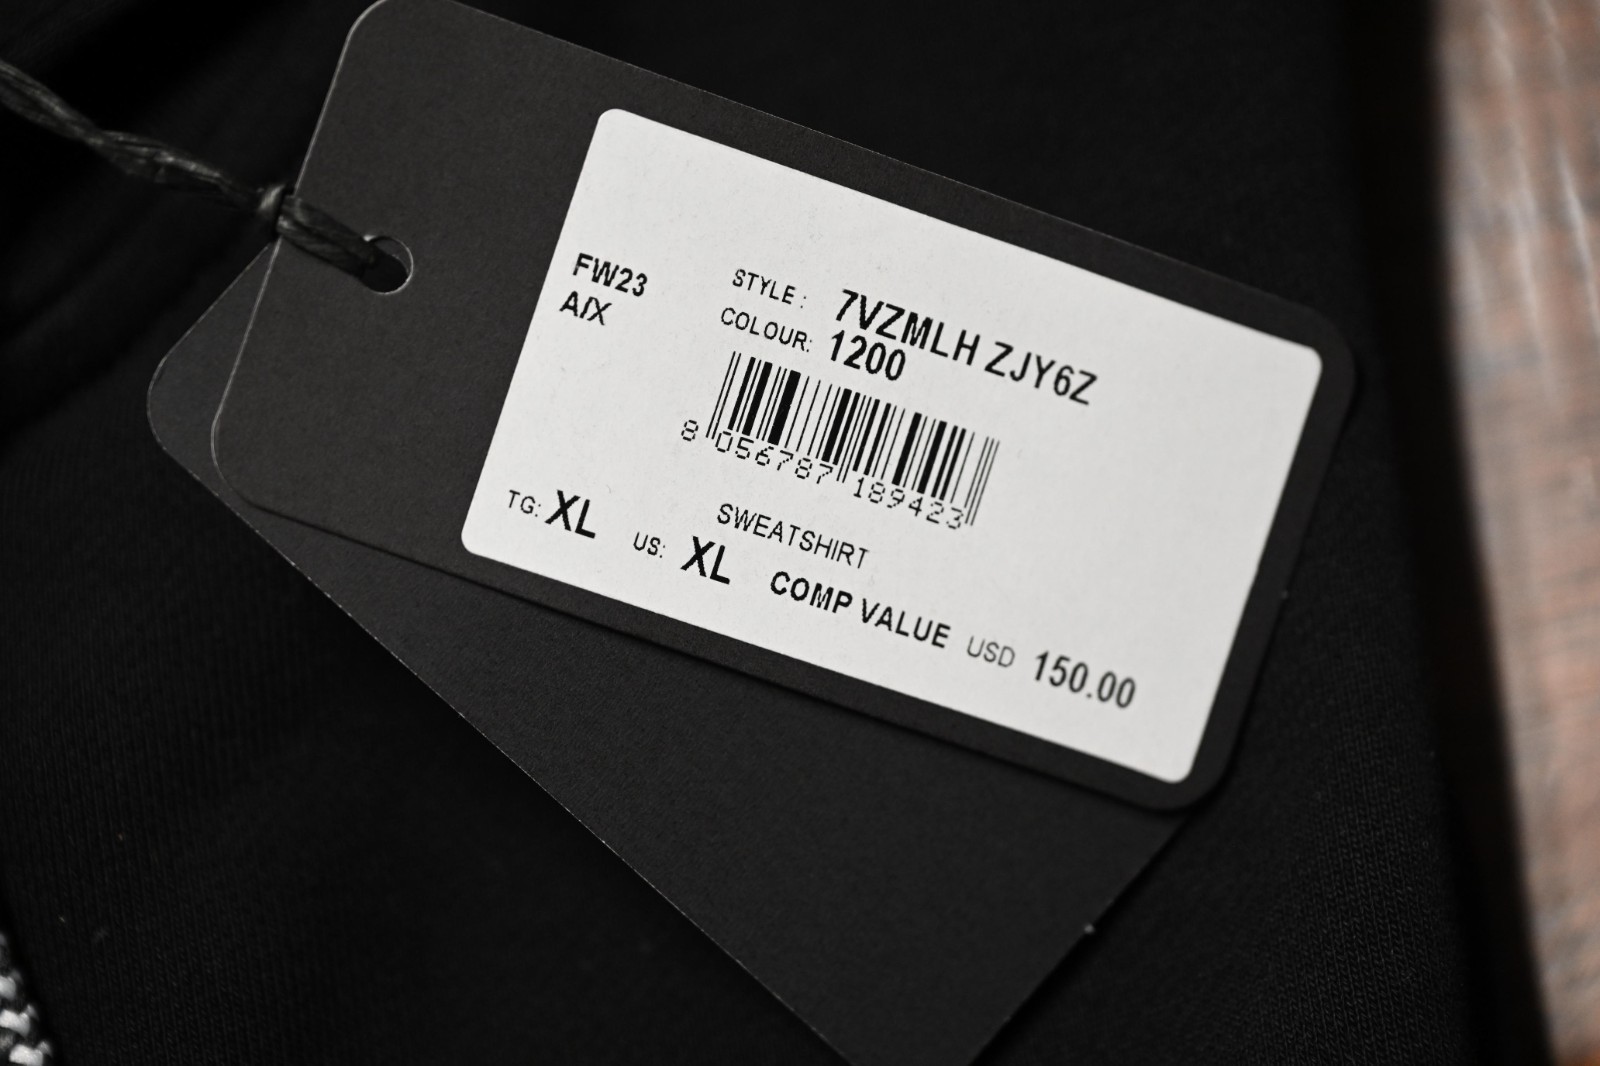 FW23
A/X
STYLE : 7VZMLH ZJY6Z
COLOUR: 1200
8 056787 189423
SWEATSHIRT
TG: XL US: XL COMP VALUE USD 150.00